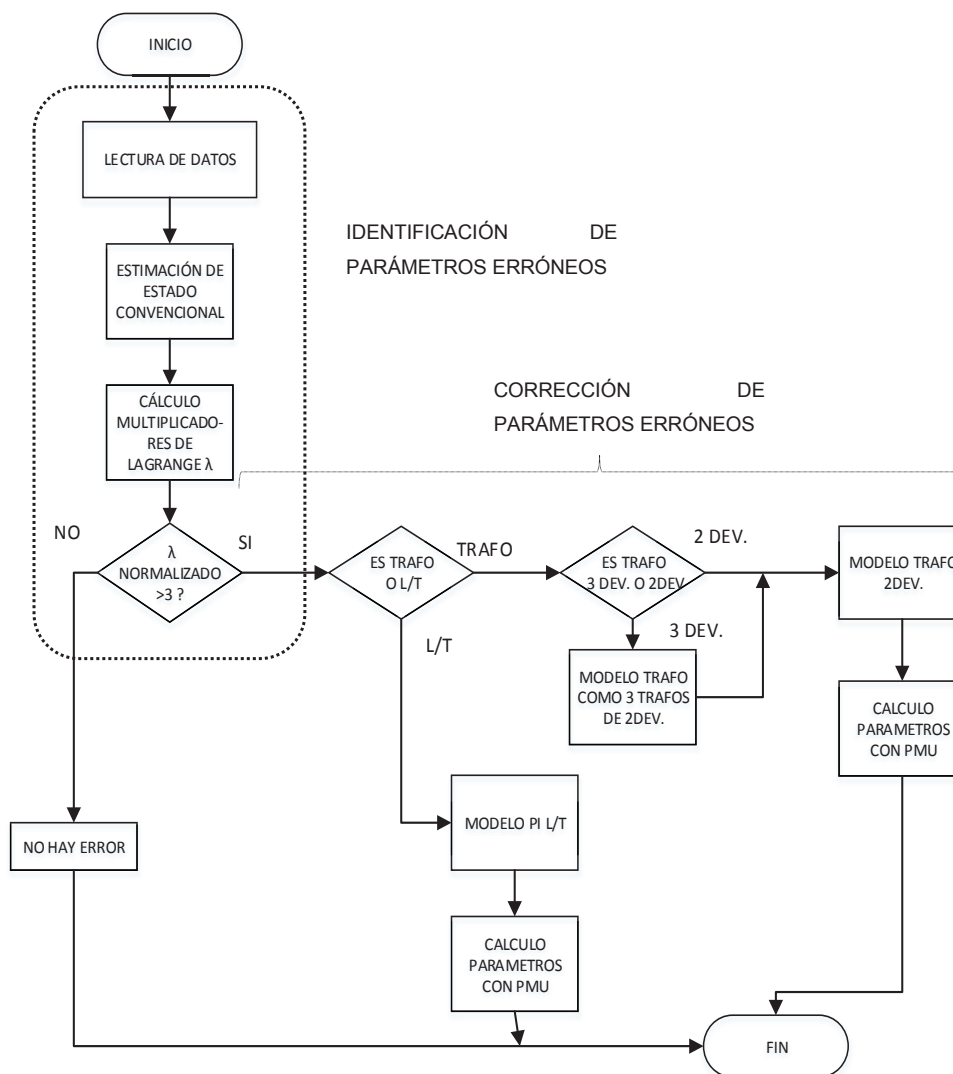 INICIO
LECTURA DE DATOS
IDENTIFICACIÓN DE
PARÁMETROS ERRÓNEOS
ESTIMACIÓN DE
ESTADO
CONVENCIONAL
CORRECCIÓN DE
PARÁMETROS ERRÓNEOS
CÁLCULO
MULTIPLICADO-
RES DE
LAGRANGE λ
NO
λ
NORMALIZADO
>3 ?
SI
ES TRAFO
O L/T
TRAFO
ES TRAFO
3 DEV. O 2DEV
2 DEV.
MODELO TRAFO
2DEV.
L/T
3 DEV.
MODELO TRAFO
COMO 3 TRAFOS
DE 2DEV.
CALCULO
PARAMETROS
CON PMU
MODELO PI L/T
NO HAY ERROR
CALCULO
PARAMETROS
CON PMU
FIN